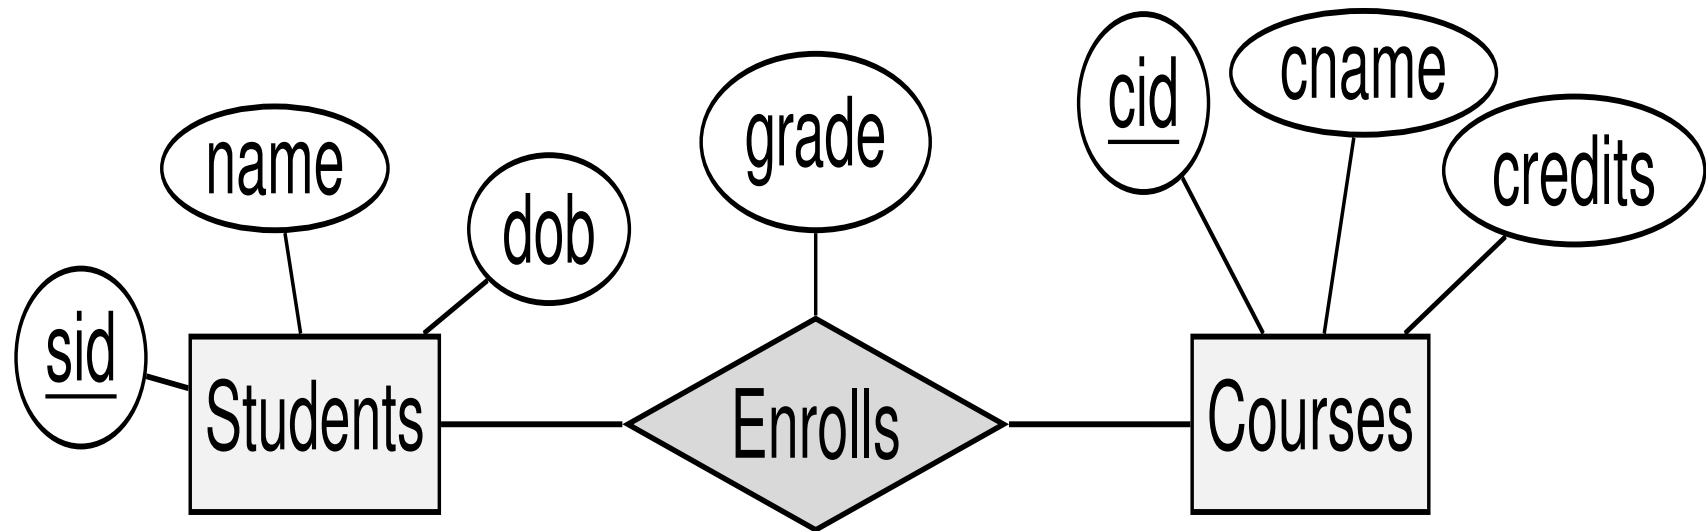 cid
cname
credits
grade
name
dob
sid
Students
Enrolls
Courses